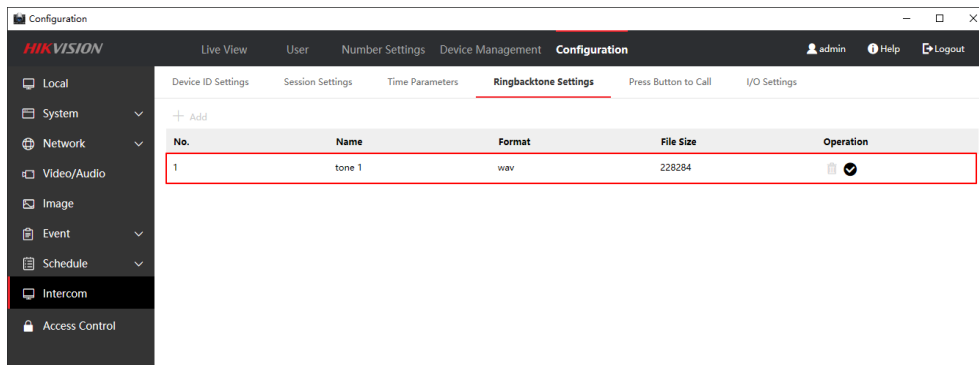 Configuration
HIKVISION Live View User Number Settings Device Management Configuration admin Help Logout
Local
Device ID Settings Session Settings Time Parameters Ringbacktone Settings Press Button to Call I/O Settings
System
+ Add
Network
No. Name Format File Size Operation
Video/Audio
1 tone 1 wav 228284
Image
Event
Schedule
Intercom
Access Control